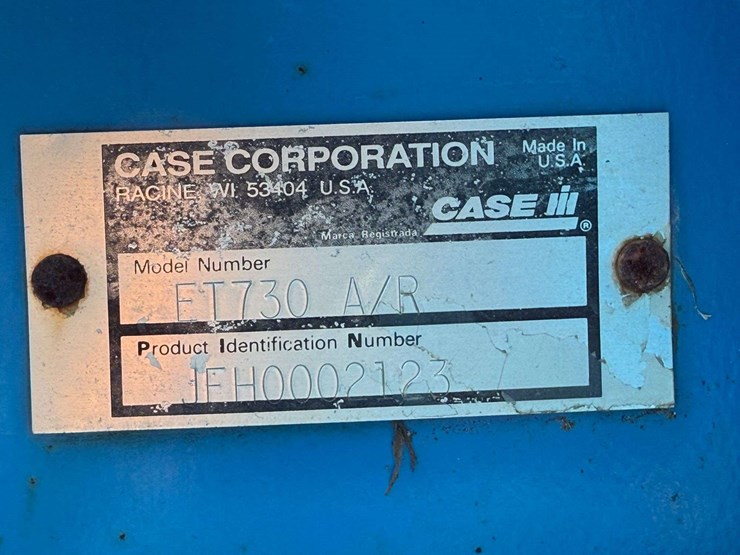 CASE CORPORATION
Made In
U.S.A.
RACINE, WI. 53404 U.S.A.
CASE IH
®
Marca Registrada
Model Number
ET730 A/R
Product Identification Number
JFH0002123